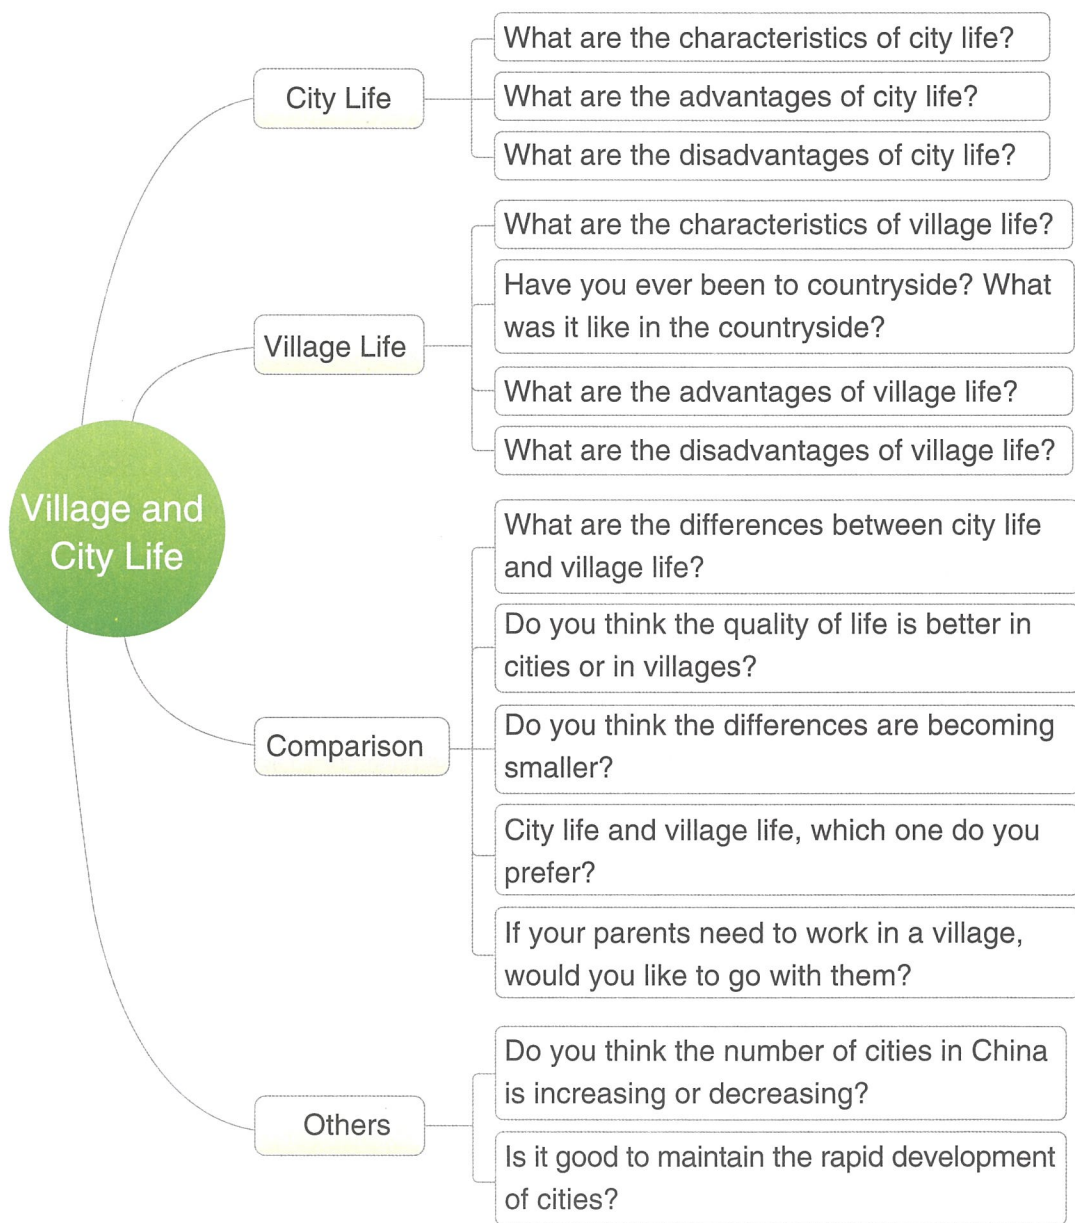 Village and
City Life
City Life
What are the characteristics of city life?
What are the advantages of city life?
What are the disadvantages of city life?
Village Life
What are the characteristics of village life?
Have you ever been to countryside? What
was it like in the countryside?
What are the advantages of village life?
What are the disadvantages of village life?
Comparison
What are the differences between city life
and village life?
Do you think the quality of life is better in
cities or in villages?
Do you think the differences are becoming
smaller?
City life and village life, which one do you
prefer?
If your parents need to work in a village,
would you like to go with them?
Others
Do you think the number of cities in China
is increasing or decreasing?
Is it good to maintain the rapid development
of cities?